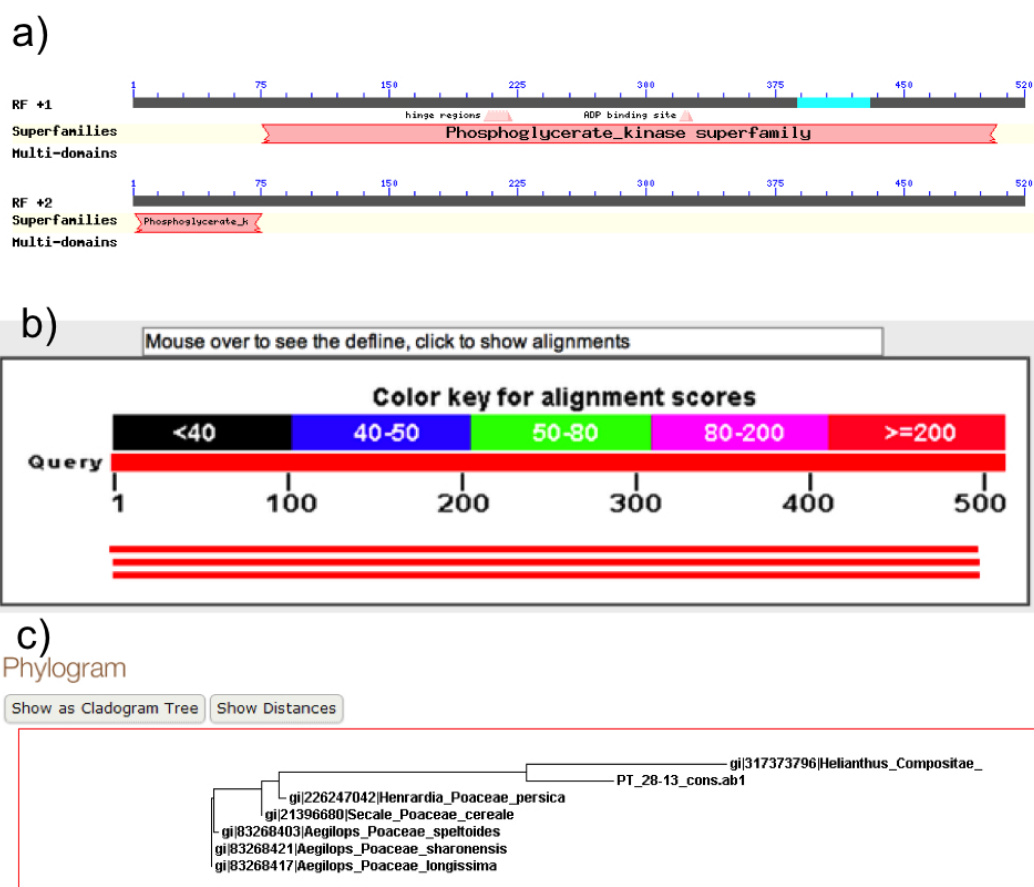 a)
1 75 150 225 300 375 450 520
RF +1
hinge regions ADP binding site
Superfamilies Phosphoglycerate_kinase superfamily
Multi-domains
1 75 150 225 300 375 450 520
RF +2
Superfamilies Phosphoglycerate_k
Multi-domains
b)
Mouse over to see the defline, click to show alignments
Color key for alignment scores
<40 40-50 50-80 80-200 >=200
Query
1 100 200 300 400 500
c)
Phylogram
Show as Cladogram Tree Show Distances
gi|317373796|Helianthus_Compositae_
PT_28-13_cons.ab1
gi|226247042|Henrardia_Poaceae_persica
gi|21396680|Secale_Poaceae_cereale
gi|83268403|Aegilops_Poaceae_speltoides
gi|83268421|Aegilops_Poaceae_sharonensis
gi|83268417|Aegilops_Poaceae_longissima